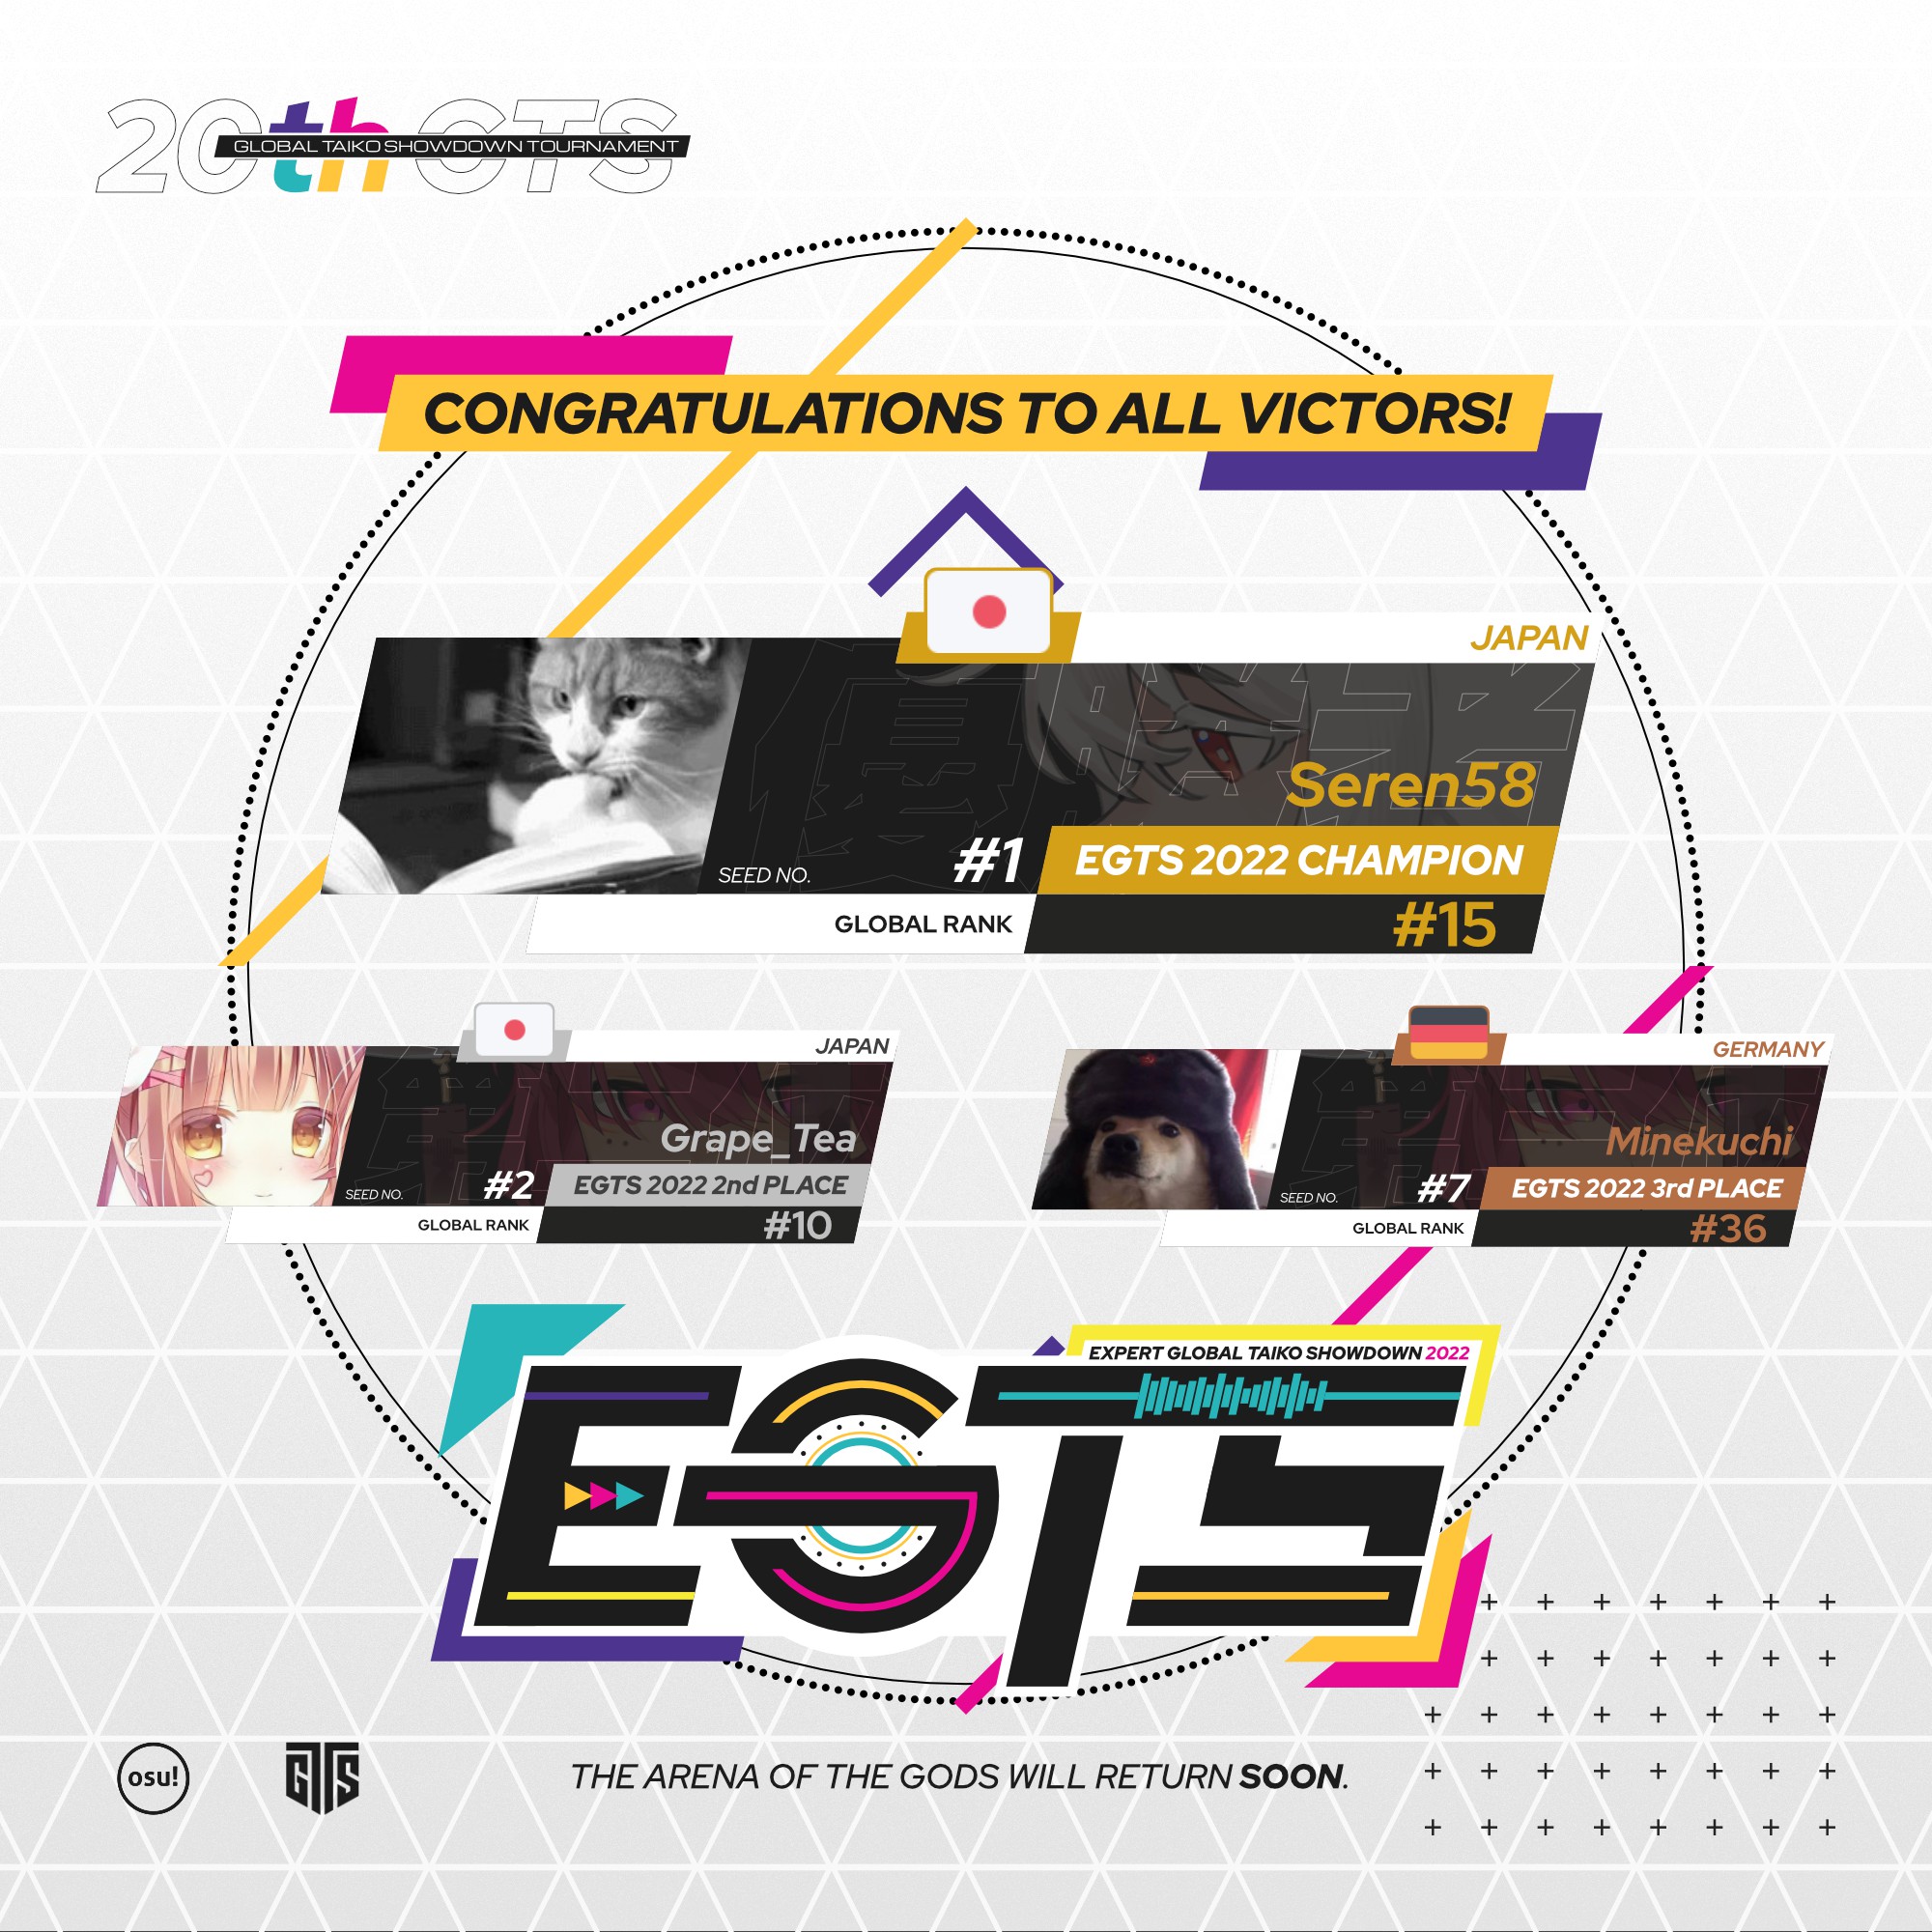 20th GTS
GLOBAL TAIKO SHOWDOWN TOURNAMENT
CONGRATULATIONS TO ALL VICTORS!
JAPAN
優勝者
Seren58
SEED NO. #1
EGTS 2022 CHAMPION
GLOBAL RANK #15
JAPAN
Grape_Tea
SEED NO. #2
EGTS 2022 2nd PLACE
GLOBAL RANK #10
GERMANY
Minekuchi
SEED NO. #7
EGTS 2022 3rd PLACE
GLOBAL RANK #36
EXPERT GLOBAL TAIKO SHOWDOWN 2022
EGTS
osu!
GTS
THE ARENA OF THE GODS WILL RETURN SOON.